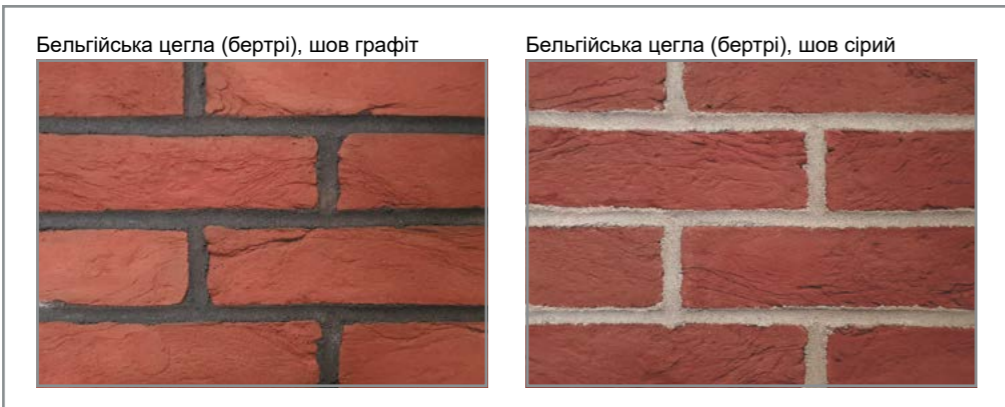 Бельгійська цегла (бертрі), шов графіт
Бельгійська цегла (бертрі), шов сірий